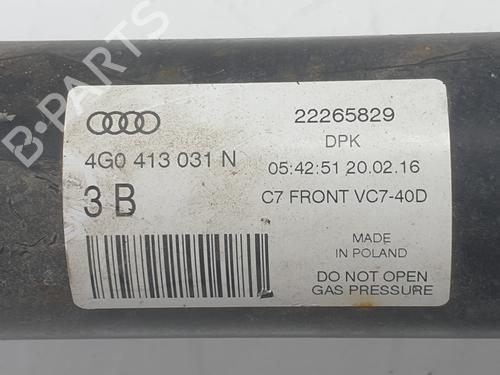 B-PARTS
22265829
DPK
4G0 413 031 N
05:42:51 20.02.16
3 B
C7 FRONT VC7-40D
MADE
IN POLAND
DO NOT OPEN
GAS PRESSURE